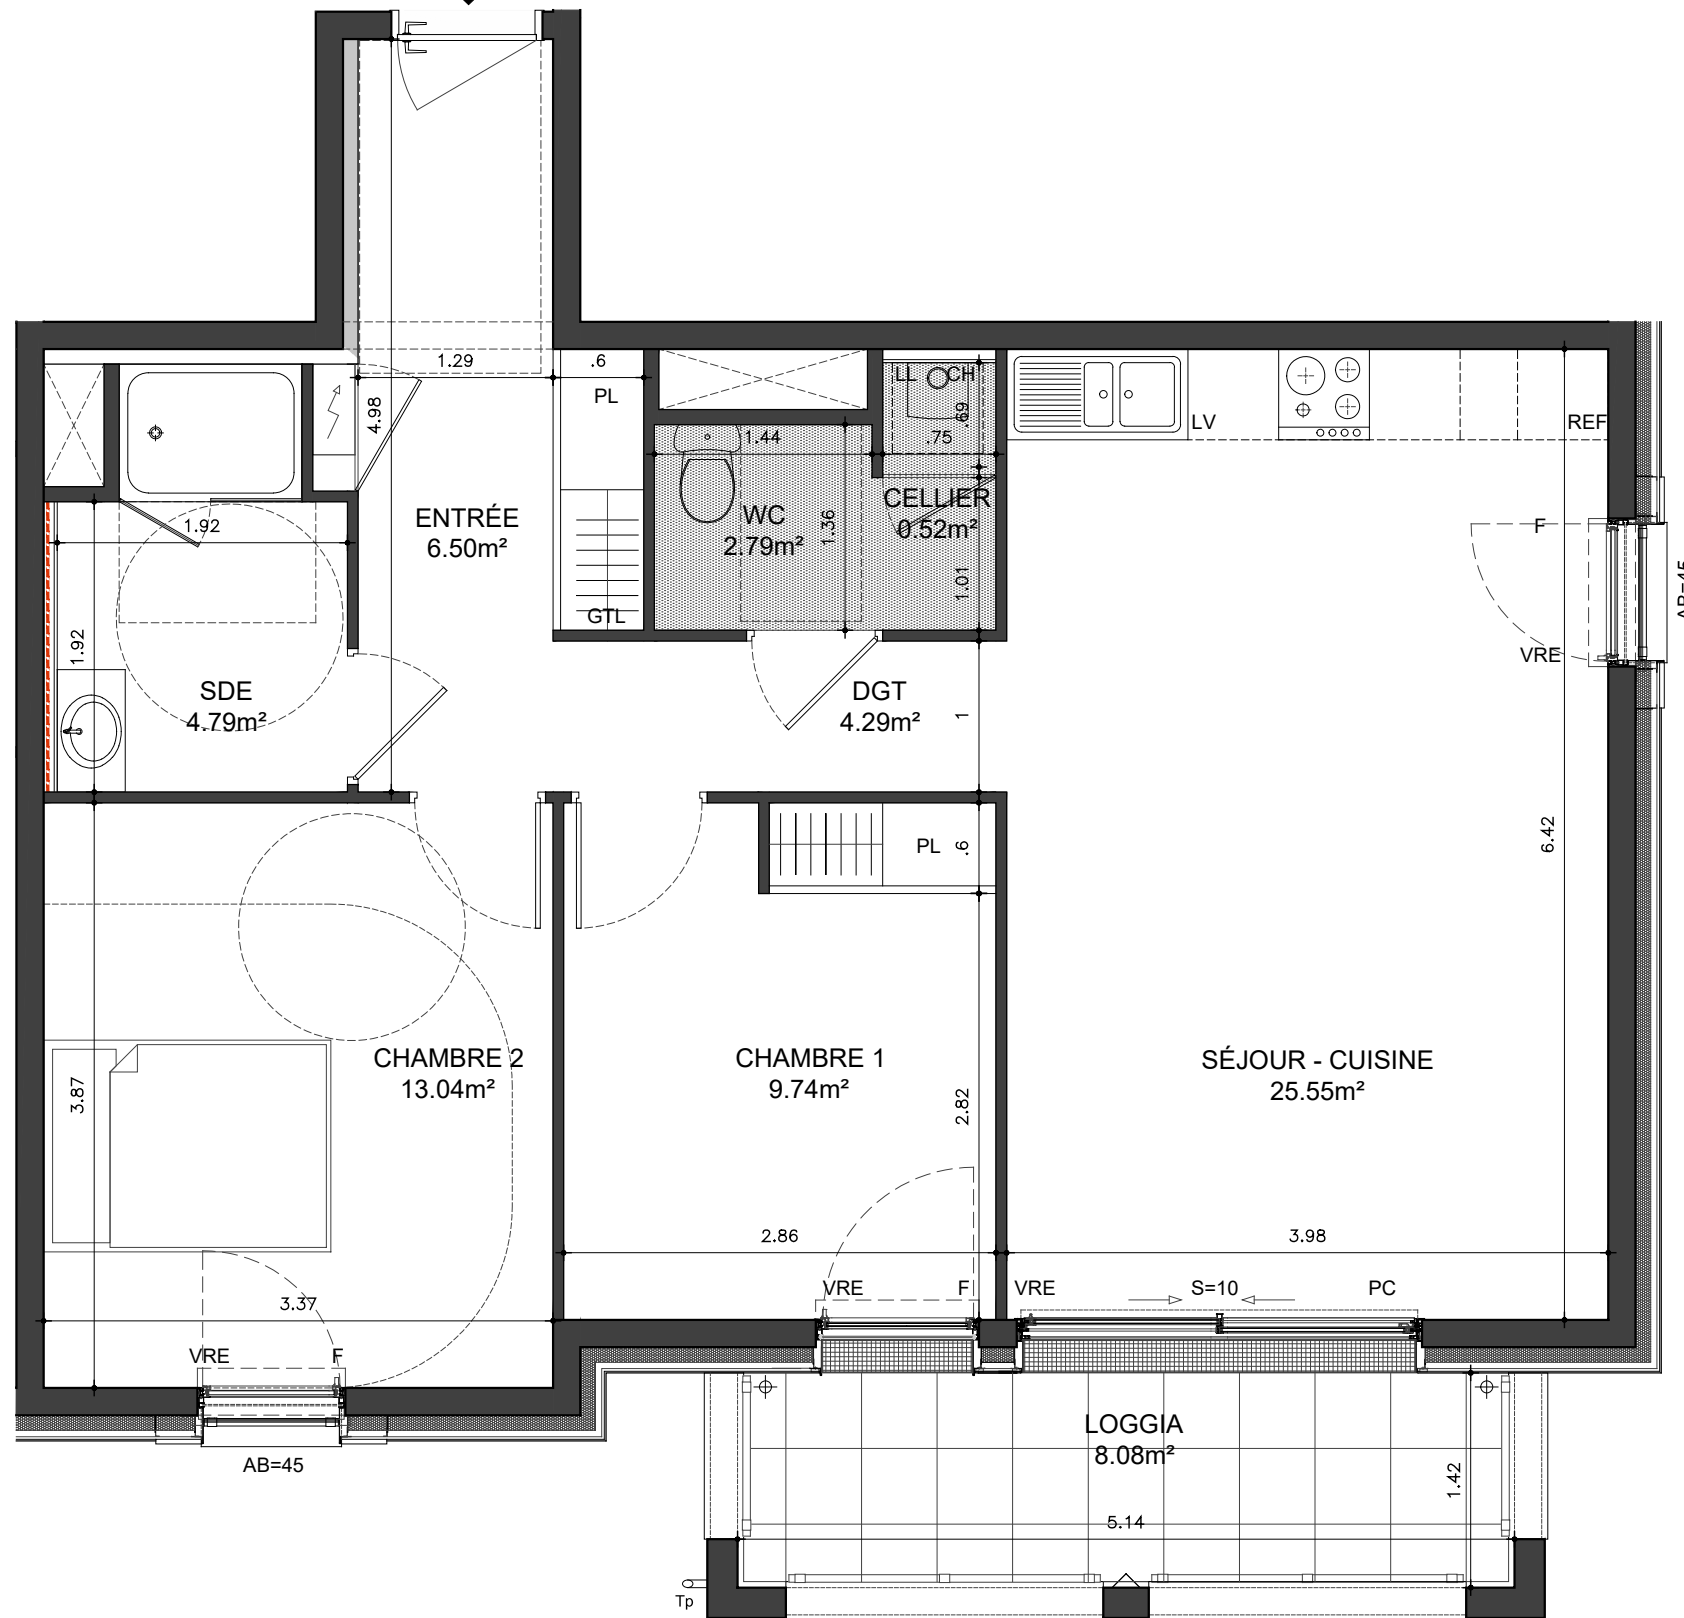 1.29
.6
PL
4.98
LL
CH
.69
.75
1.44
LV
REF
ENTRÉE
6.50m²
WC
2.79m²
1.36
CELLIER
0.52m²
1.01
1.92
F
AB=45
GTL
1.92
VRE
SDE
4.79m²
DGT
4.29m²
1
6.42
PL
.6
CHAMBRE 2
13.04m²
3.87
CHAMBRE 1
9.74m²
2.82
SÉJOUR - CUISINE
25.55m²
2.86
3.98
VRE
F
VRE
S=10
PC
3.37
VRE
F
AB=45
LOGGIA
8.08m²
1.42
5.14
Tp